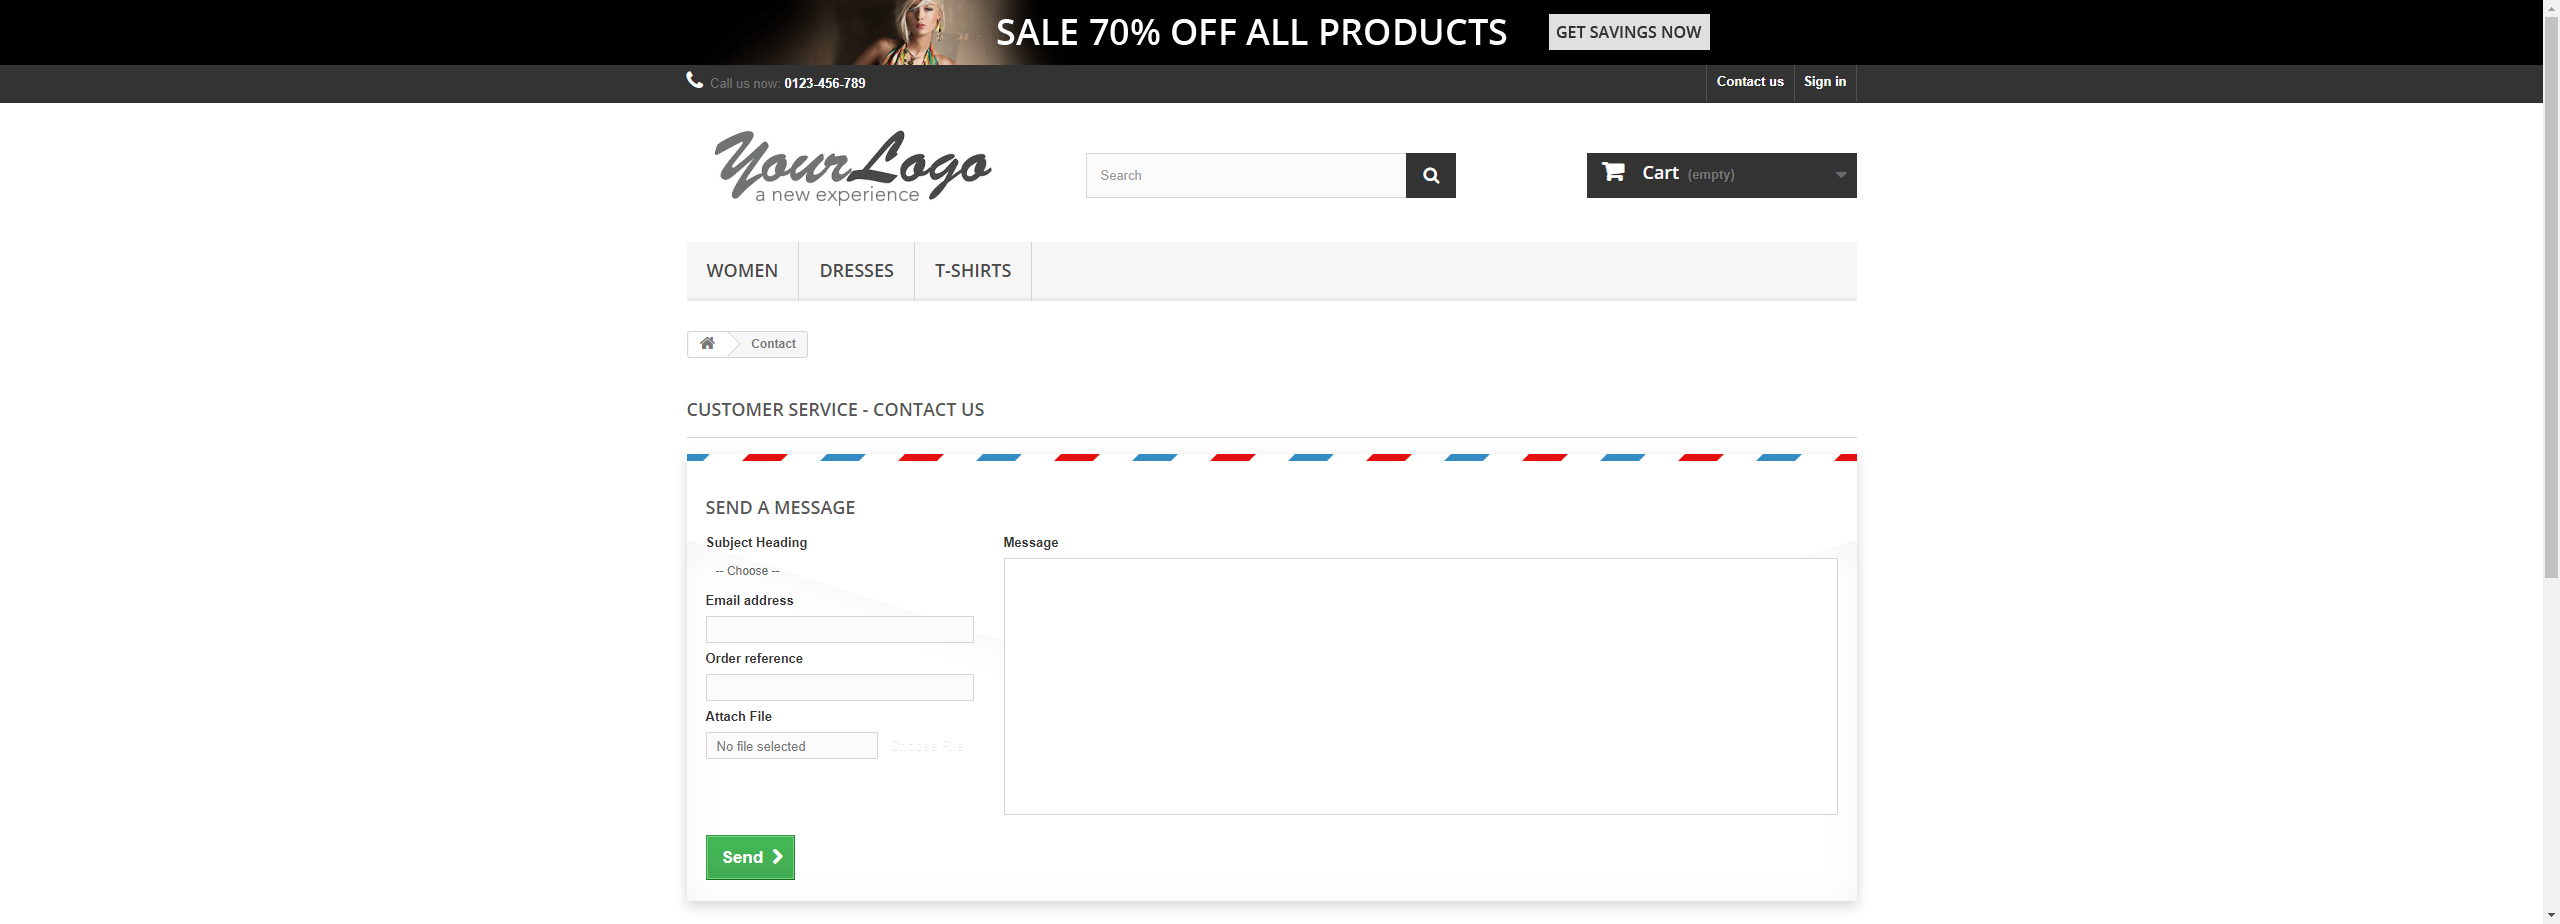 SALE 70% OFF ALL PRODUCTS GET SAVINGS NOW
Call us now: 0123-456-789
Contact us Sign in
YourLogo
a new experience
Search
Cart (empty)
WOMEN DRESSES T-SHIRTS
Contact
CUSTOMER SERVICE - CONTACT US
SEND A MESSAGE
Subject Heading
-- Choose --
Email address
Order reference
Attach File
No file selected Choose File
Message
Send